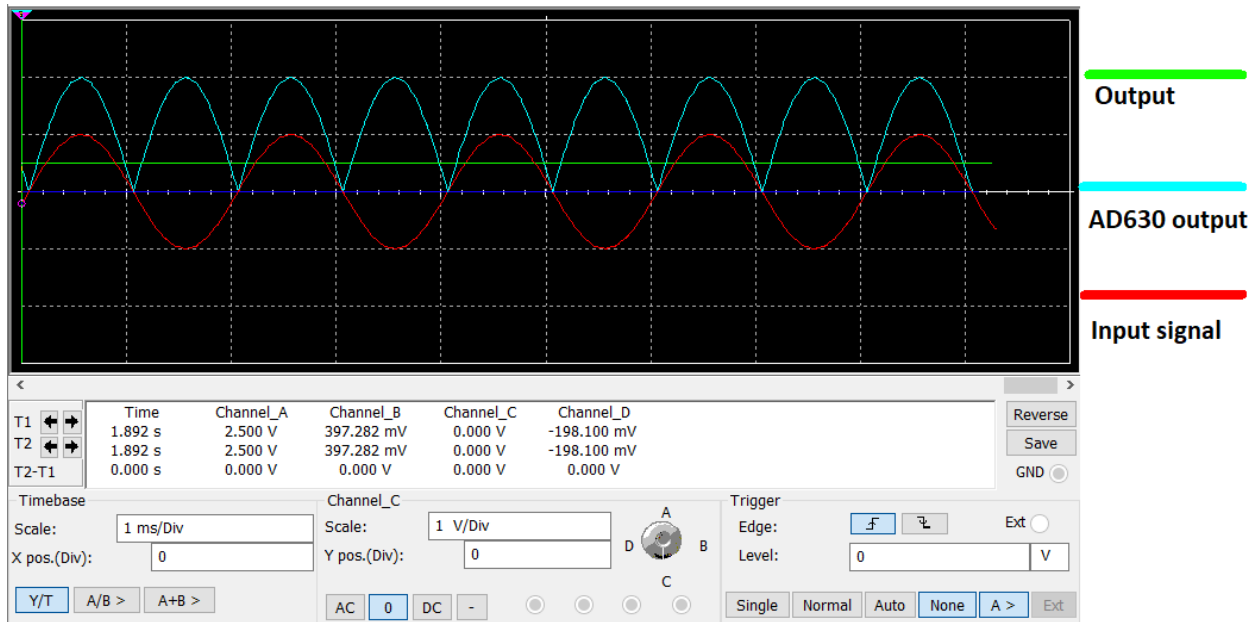 Output
AD630 output
Input signal
T1
T2
T2-T1
Time Channel_A Channel_B Channel_C Channel_D
1.892 s 2.500 V 397.282 mV 0.000 V -198.100 mV
1.892 s 2.500 V 397.282 mV 0.000 V -198.100 mV
0.000 s 0.000 V 0.000 V 0.000 V 0.000 V
Reverse
Save
GND
Timebase
Scale: 1 ms/Div
X pos.(Div): 0
Y/T A/B > A+B >
Channel_C
Scale: 1 V/Div
Y pos.(Div): 0
AC 0 DC -
A
D B
C
Trigger
Edge: Ext
Level: 0 V
Single Normal Auto None A > Ext